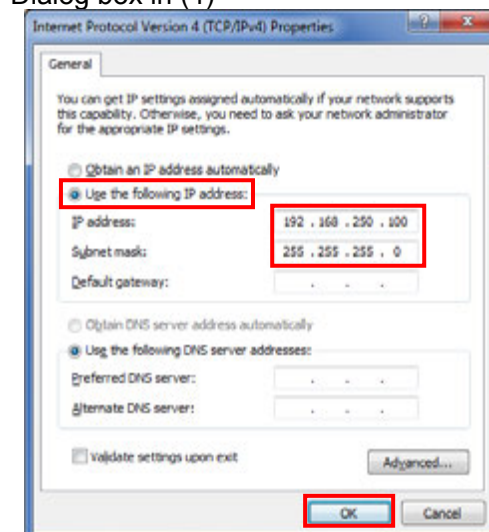 Dialog box in (1)
Internet Protocol Version 4 (TCP/IPv4) Properties
General
You can get IP settings assigned automatically if your network supports
this capability. Otherwise, you need to ask your network administrator
for the appropriate IP settings.
Obtain an IP address automatically
Use the following IP address:
IP address: 192 . 168 . 250 . 100
Subnet mask: 255 . 255 . 255 . 0
Default gateway: . . .
Obtain DNS server address automatically
Use the following DNS server addresses:
Preferred DNS server: . . .
Alternate DNS server: . . .
Validate settings upon exit
Advanced...
OK Cancel